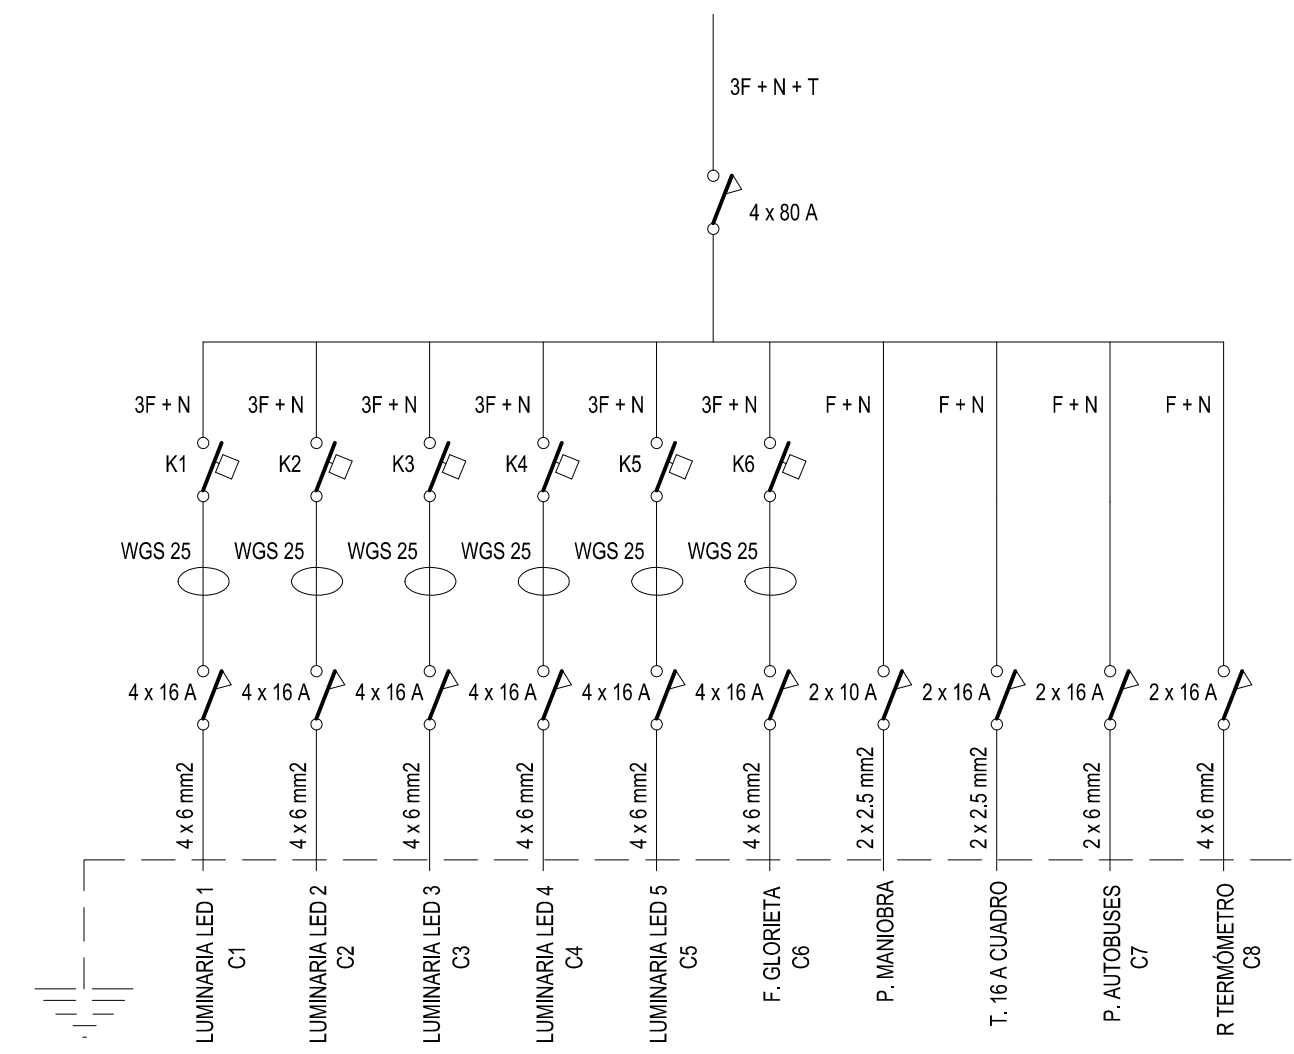 3F + N + T
4 x 80 A
3F + N
3F + N
3F + N
3F + N
3F + N
3F + N
F + N
F + N
F + N
F + N
K1
K2
K3
K4
K5
K6
WGS 25
WGS 25
WGS 25
WGS 25
WGS 25
WGS 25
4 x 16 A
4 x 16 A
4 x 16 A
4 x 16 A
4 x 16 A
4 x 16 A
2 x 10 A
2 x 16 A
2 x 16 A
2 x 16 A
4 x 6 mm2
4 x 6 mm2
4 x 6 mm2
4 x 6 mm2
4 x 6 mm2
4 x 6 mm2
2 x 2.5 mm2
2 x 2.5 mm2
2 x 6 mm2
4 x 6 mm2
LUMINARIA LED 1
C1
LUMINARIA LED 2
C2
LUMINARIA LED 3
C3
LUMINARIA LED 4
C4
LUMINARIA LED 5
C5
F. GLORIETA
C6
P. MANIOBRA
T. 16 A CUADRO
P. AUTOBUSES
C7
R TERMÓMETRO
C8